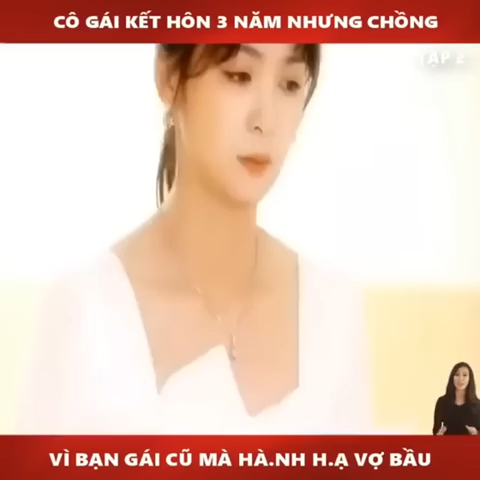 CÔ GÁI KẾT HÔN 3 NĂM NHƯNG CHỒNG
TẬP 2
VÌ BẠN GÁI CŨ MÀ HÀ.NH H.Ạ VỢ BẦU